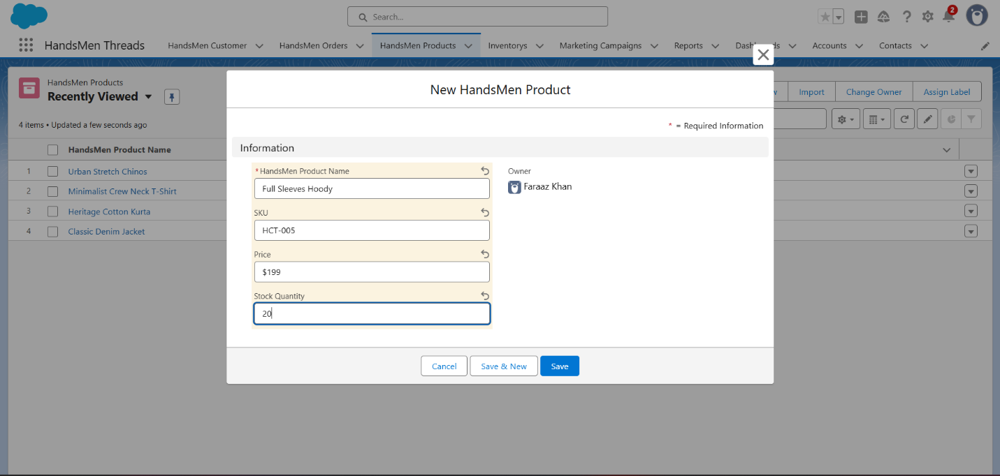 Search...
2
HandsMen Threads
HandsMen Customer
HandsMen Orders
HandsMen Products
Inventorys
Marketing Campaigns
Reports
Accounts
Contacts
HandsMen Products
Recently Viewed
4 items • Updated a few seconds ago
Import
Change Owner
Assign Label
HandsMen Product Name
1 Urban Stretch Chinos
2 Minimalist Crew Neck T-Shirt
3 Heritage Cotton Kurta
4 Classic Denim Jacket
New HandsMen Product
* = Required Information
Information
*HandsMen Product Name
Full Sleeves Hoody
SKU
HCT-005
Price
$199
Stock Quantity
20
Owner
Faraaz Khan
Cancel
Save & New
Save